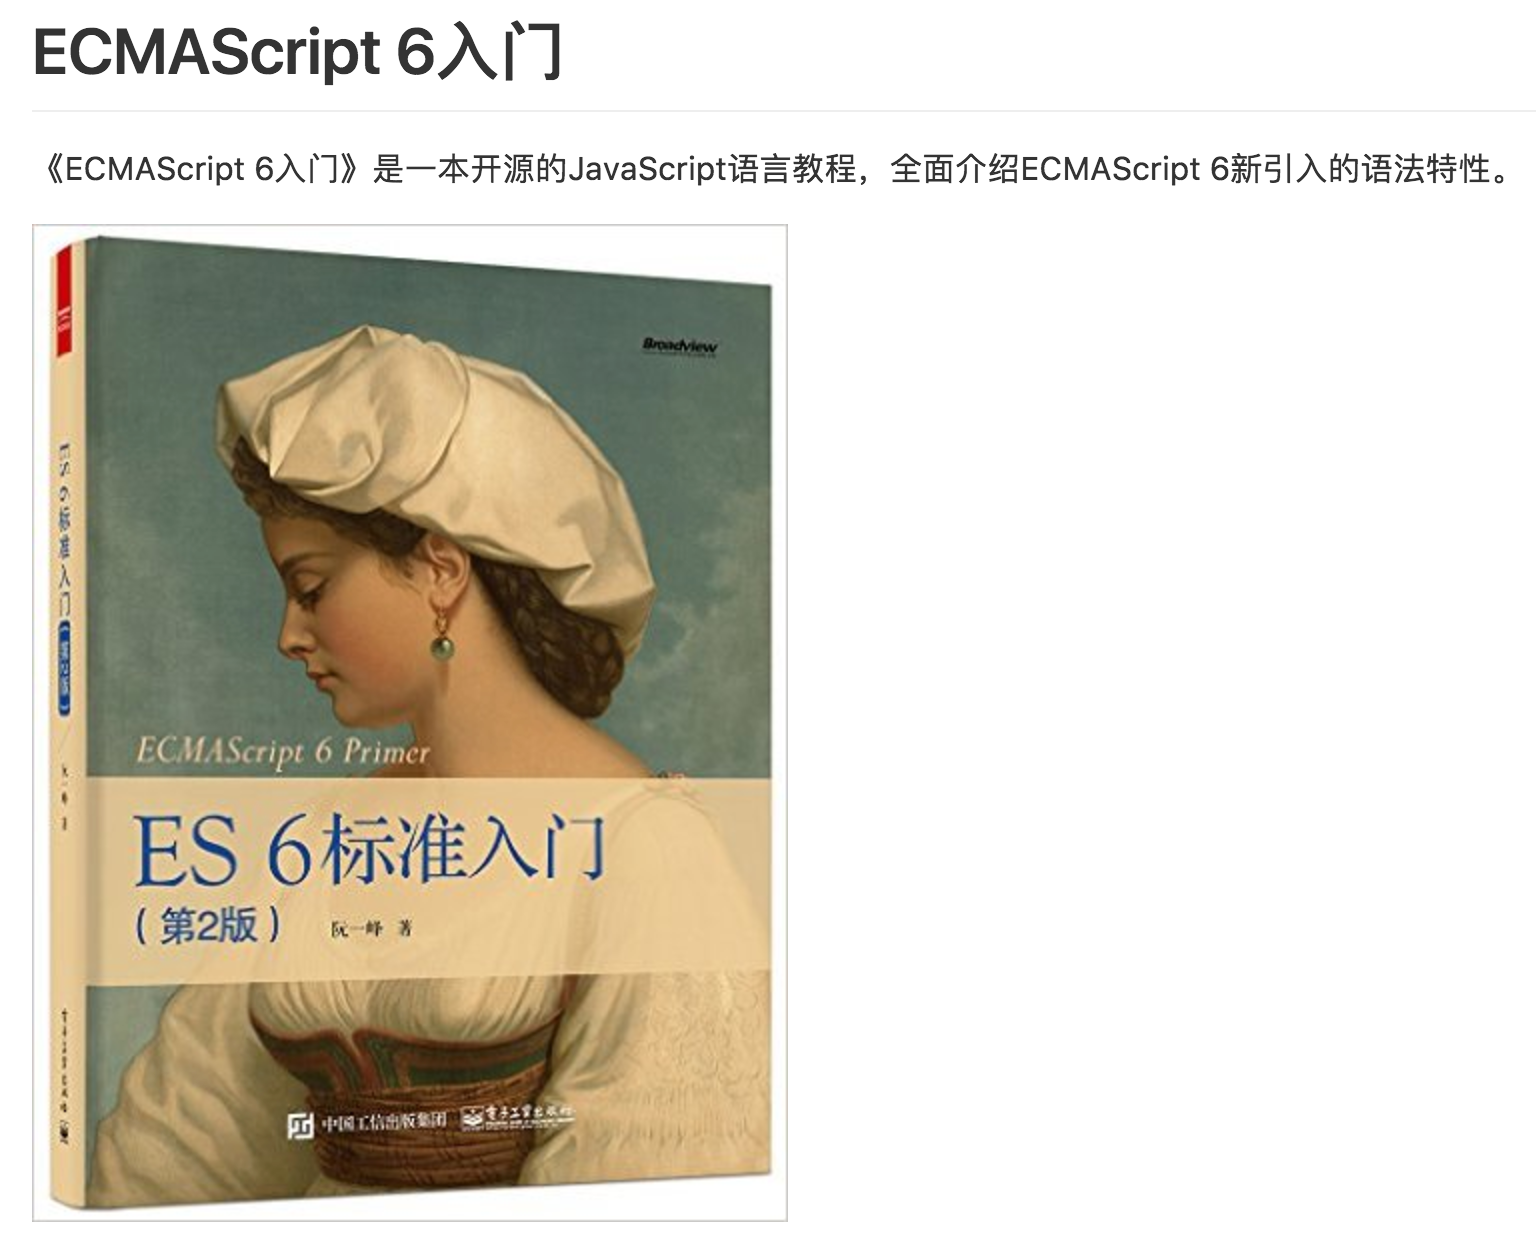 ECMAScript 6入门
《ECMAScript 6入门》是一本开源的JavaScript语言教程，全面介绍ECMAScript 6新引入的语法特性。
Broadview
ES 6标准入门（第2版）
ECMAScript 6 Primer
ES 6标准入门
（第2版）
阮一峰 著
中国工信出版集团
电子工业出版社